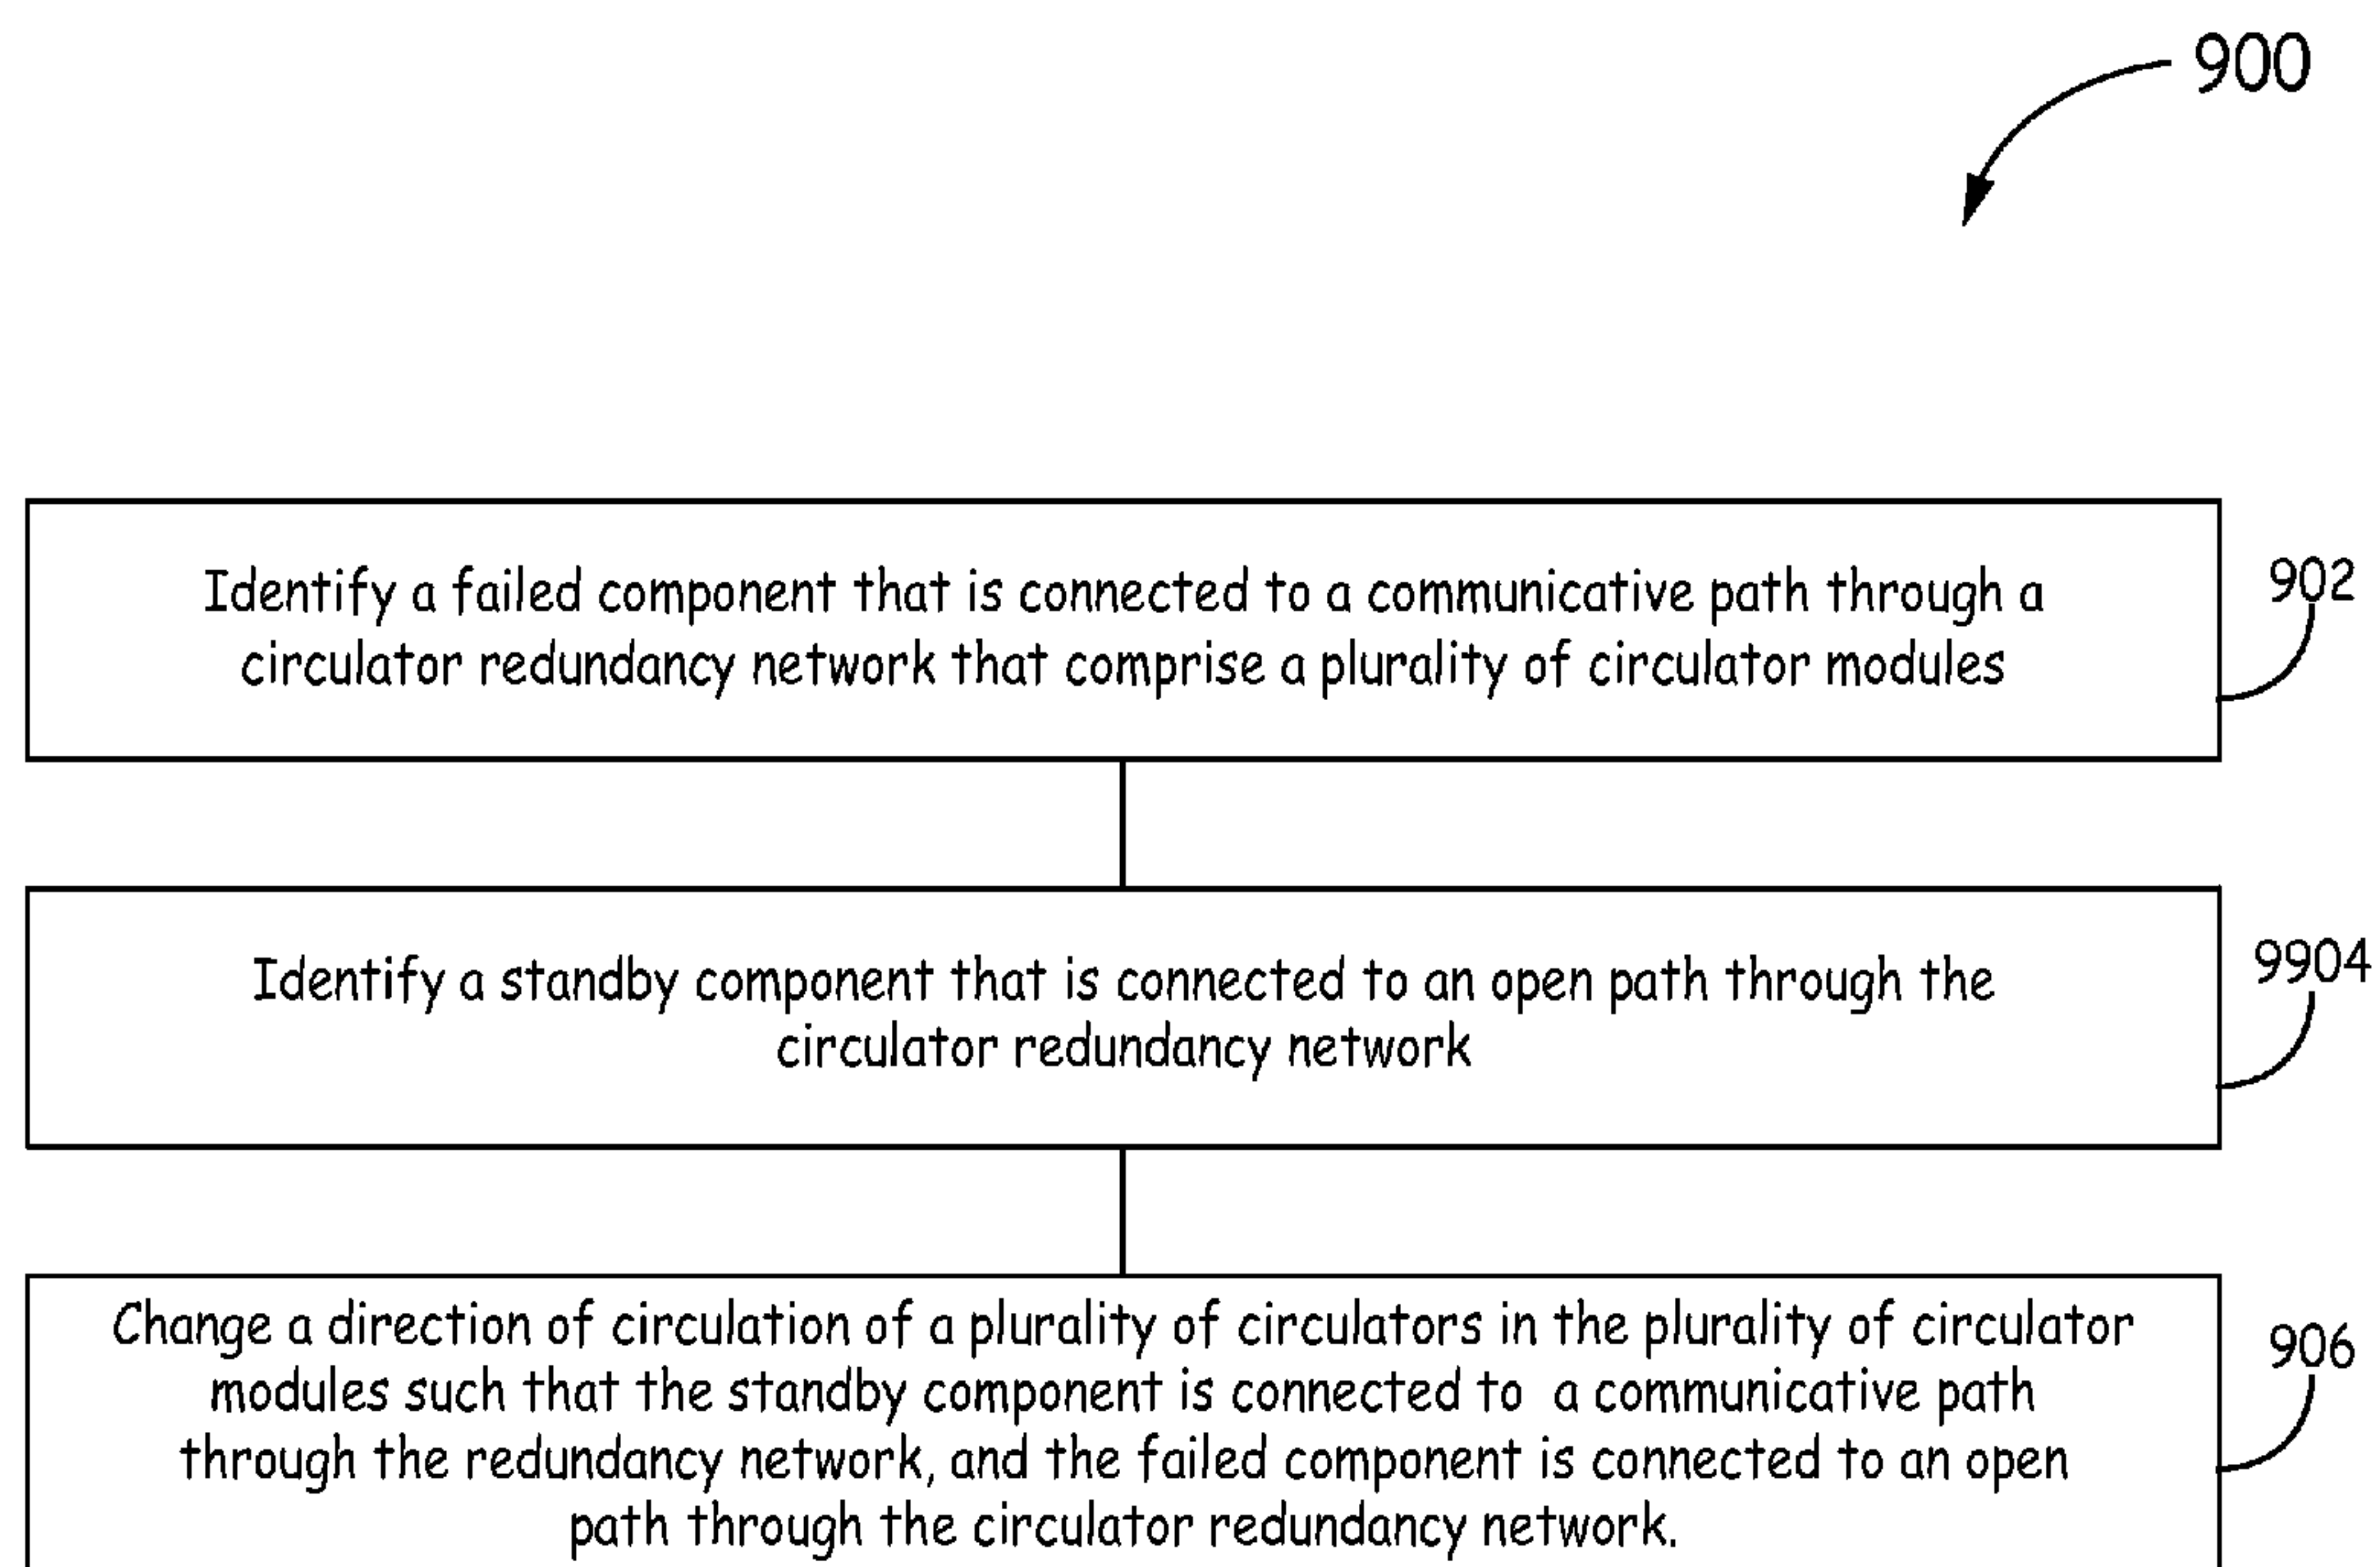 900
Identify a failed component that is connected to a communicative path through a
circulator redundancy network that comprise a plurality of circulator modules
902
Identify a standby component that is connected to an open path through the
circulator redundancy network
9904
Change a direction of circulation of a plurality of circulators in the plurality of circulator
modules such that the standby component is connected to a communicative path
through the redundancy network, and the failed component is connected to an open
path through the circulator redundancy network.
906